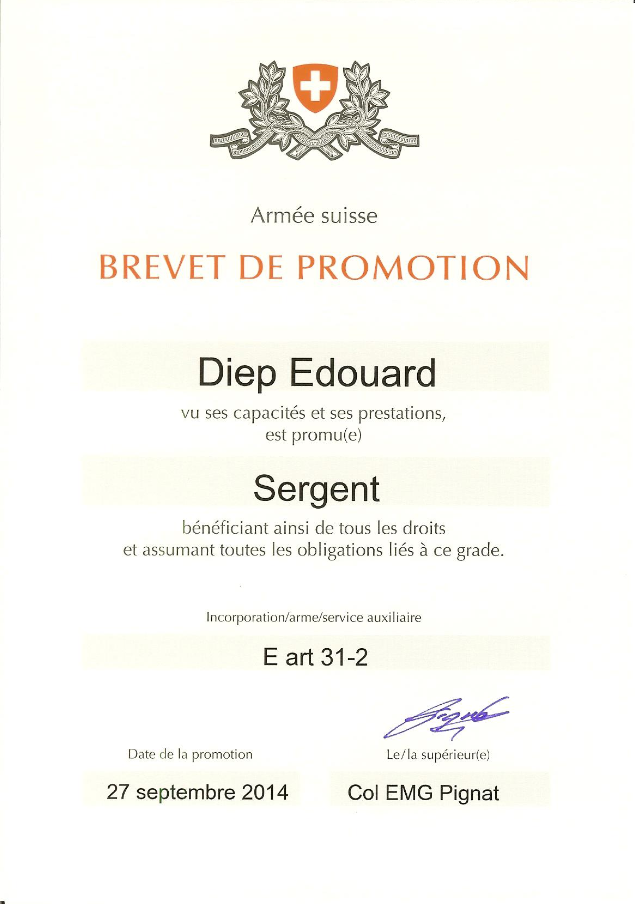 Armée suisse
BREVET DE PROMOTION
Diep Edouard
vu ses capacités et ses prestations,
est promu(e)
Sergent
bénéficiant ainsi de tous les droits
et assumant toutes les obligations liés à ce grade.
Incorporation/arme/service auxiliaire
E art 31-2
Date de la promotion
Le/la supérieur(e)
27 septembre 2014
Col EMG Pignat